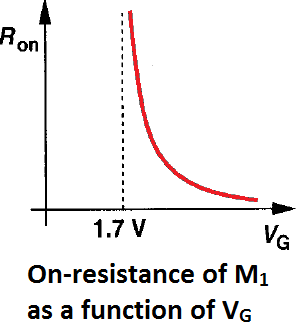 Ron
1.7 V
VG
On-resistance of M1
as a function of VG